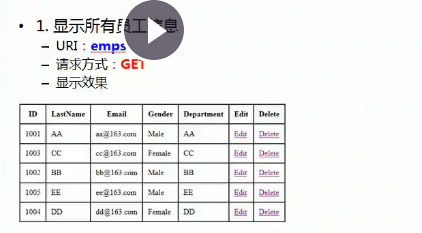 • 1. 显示所有员工信息
– URI：emps
– 请求方式：GET
– 显示效果
ID LastName Email Gender Department Edit Delete
1001 AA aa@163.com Male AA Edit Delete
1003 CC cc@163.com Female CC Edit Delete
1002 BB bb@163.com Male BB Edit Delete
1005 EE ee@163.com Male EE Edit Delete
1004 DD dd@163.com Female DD Edit Delete